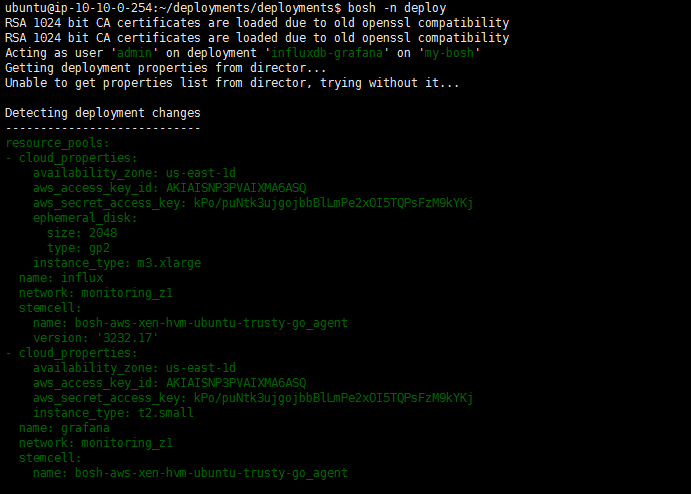 ubuntu@ip-10-10-0-254:~/deployments/deployments$ bosh -n deploy
RSA 1024 bit CA certificates are loaded due to old openssl compatibility
RSA 1024 bit CA certificates are loaded due to old openssl compatibility
Acting as user 'admin' on deployment 'influxdb-grafana' on 'my-bosh'
Getting deployment properties from director...
Unable to get properties list from director, trying without it...

Detecting deployment changes
----------------------------
resource_pools:
- cloud_properties:
    availability_zone: us-east-1d
    aws_access_key_id: AKIAISNP3PVAIXMA6ASQ
    aws_secret_access_key: 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
    ephemeral_disk:
      size: 2048
      type: gp2
    instance_type: m3.xlarge
  name: influx
  network: monitoring_z1
  stemcell:
    name: bosh-aws-xen-hvm-ubuntu-trusty-go_agent
    version: '3232.17'
- cloud_properties:
    availability_zone: us-east-1d
    aws_access_key_id: AKIAISNP3PVAIXMA6ASQ
    aws_secret_access_key: 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
    instance_type: t2.small
  name: grafana
  network: monitoring_z1
  stemcell:
    name: bosh-aws-xen-hvm-ubuntu-trusty-go_agent